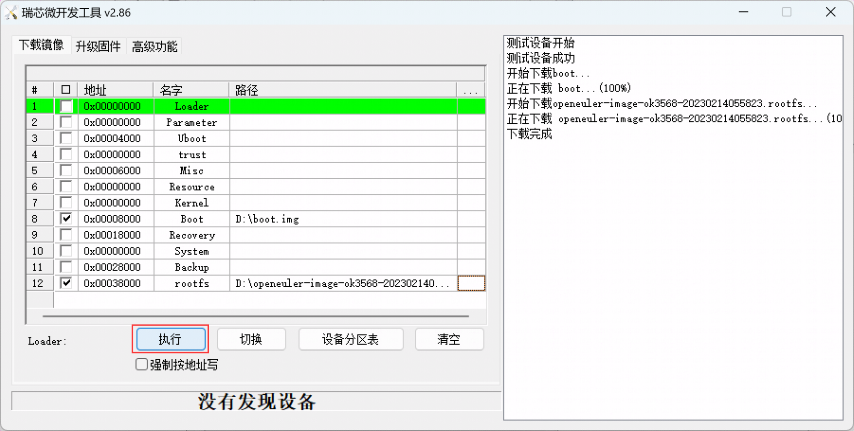 瑞芯微开发工具 v2.86
下载镜像 升级固件 高级功能
# 地址 名字 路径 ...
1 0x00000000 Loader
2 0x00000000 Parameter
3 0x00004000 Uboot
4 0x00000000 trust
5 0x00006000 Misc
6 0x00000000 Resource
7 0x00000000 Kernel
8 0x00008000 Boot D:\boot.img
9 0x00018000 Recovery
10 0x00000000 System
11 0x00028000 Backup
12 0x00038000 rootfs D:\openeuler-image-ok3568-202302140...
Loader:
执行 切换 设备分区表 清空
强制按地址写
没有发现设备
测试设备开始
测试设备成功
开始下载boot...
正在下载 boot...(100%)
开始下载openeuler-image-ok3568-20230214055823.rootfs...
正在下载 openeuler-image-ok3568-20230214055823.rootfs...(10
下载完成